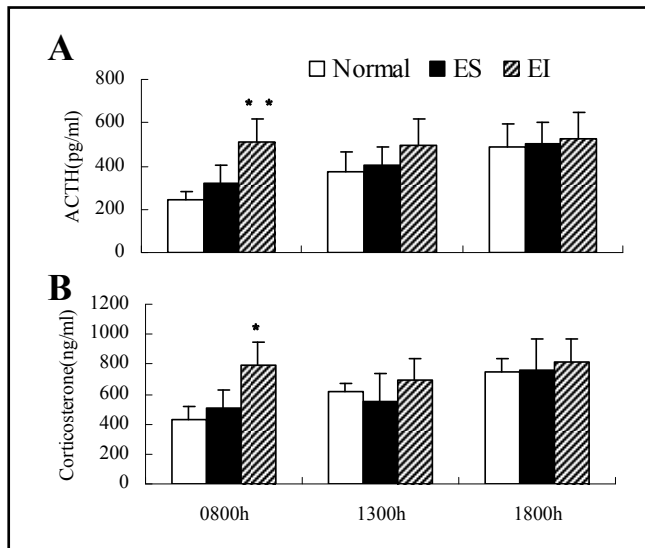 A
Normal ES EI
ACTH(pg/ml)
800
600
400
200
0
* *
B
Corticosterone(ng/ml)
1200
1000
800
600
400
200
0
*
0800h 1300h 1800h